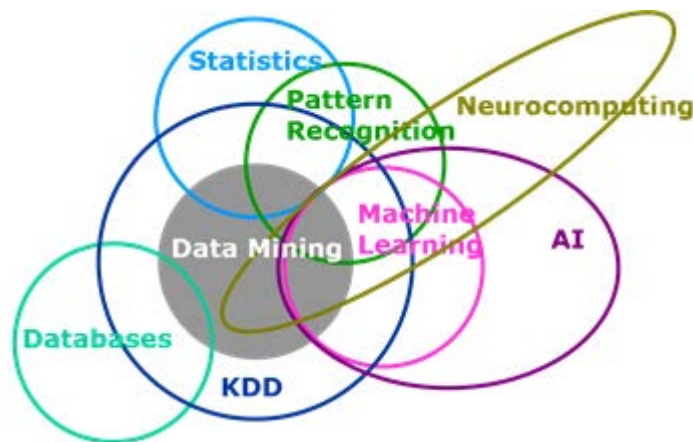 Statistics
Pattern
Recognition
Neurocomputing
Machine
Learning
AI
Data Mining
Databases
KDD